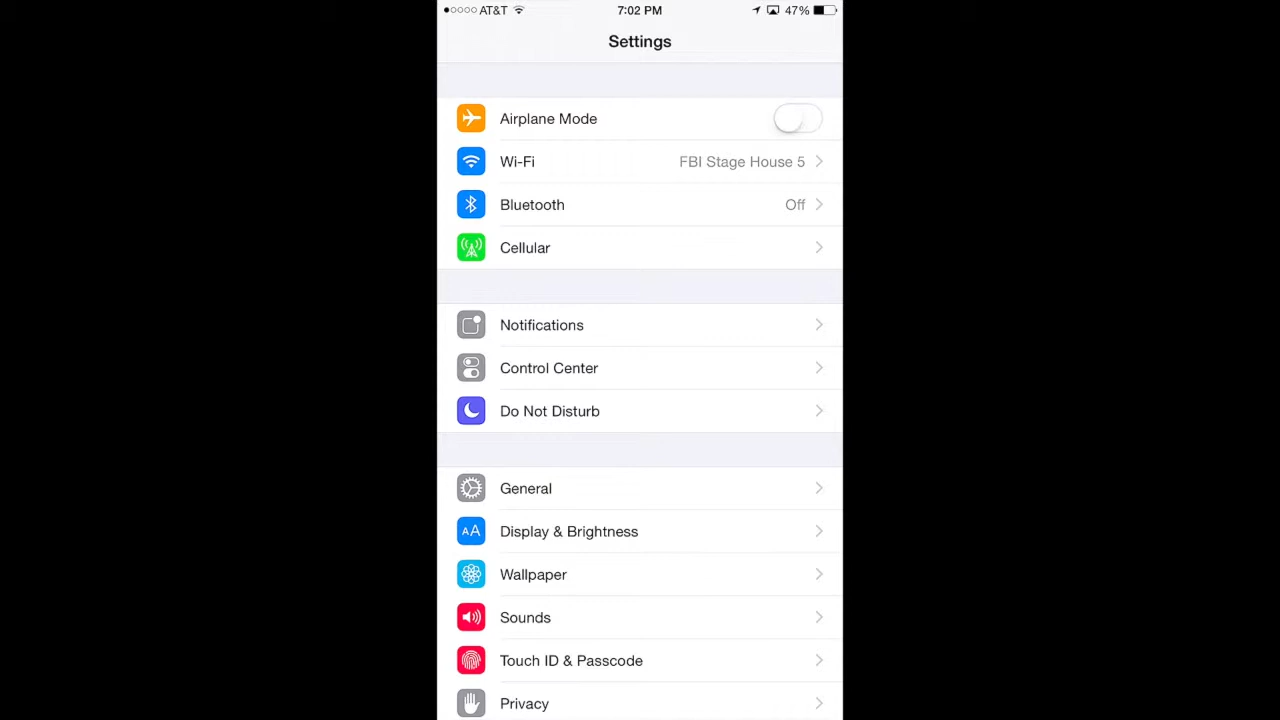 AT&T 7:02 PM 47%
Settings
Airplane Mode
Wi-Fi FBI Stage House 5
Bluetooth Off
Cellular
Notifications
Control Center
Do Not Disturb
General
AA Display & Brightness
Wallpaper
Sounds
Touch ID & Passcode
Privacy